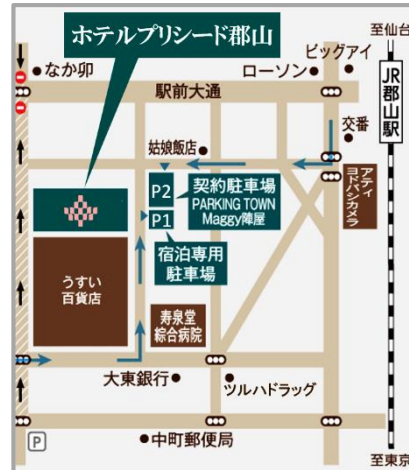 ホテルプリシード郡山
至仙台
ビッグアイ
なか卯
ローソン
JR郡山駅
駅前大通
交番
姑娘飯店
P2
契約駐車場
PARKING TOWN
Maggy陣屋
アティ
ヨドバシカメラ
P1
宿泊専用
駐車場
うすい
百貨店
寿泉堂
綜合病院
大東銀行
ツルハドラッグ
P
中町郵便局
至東京